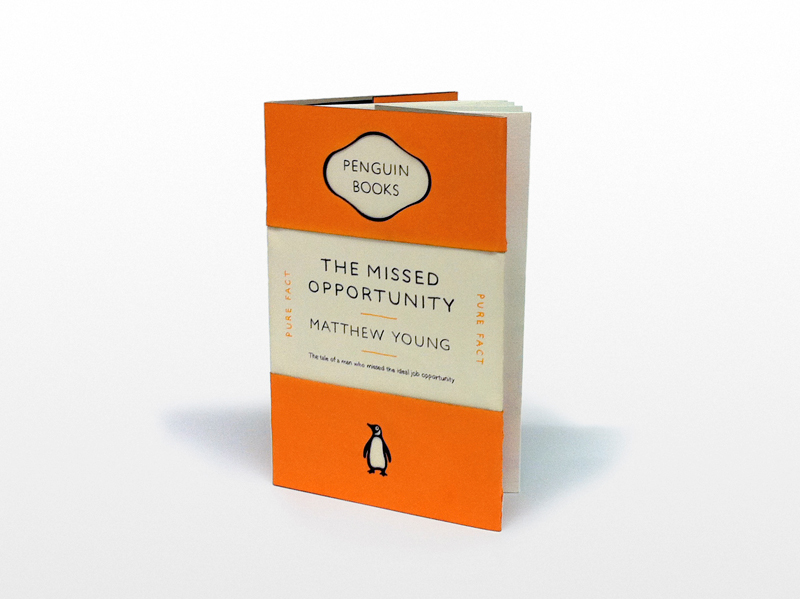 PENGUIN
BOOKS
THE MISSED
OPPORTUNITY
PURE FACT
PURE FACT
MATTHEW YOUNG
The tale of a man who missed the ideal job opportunity